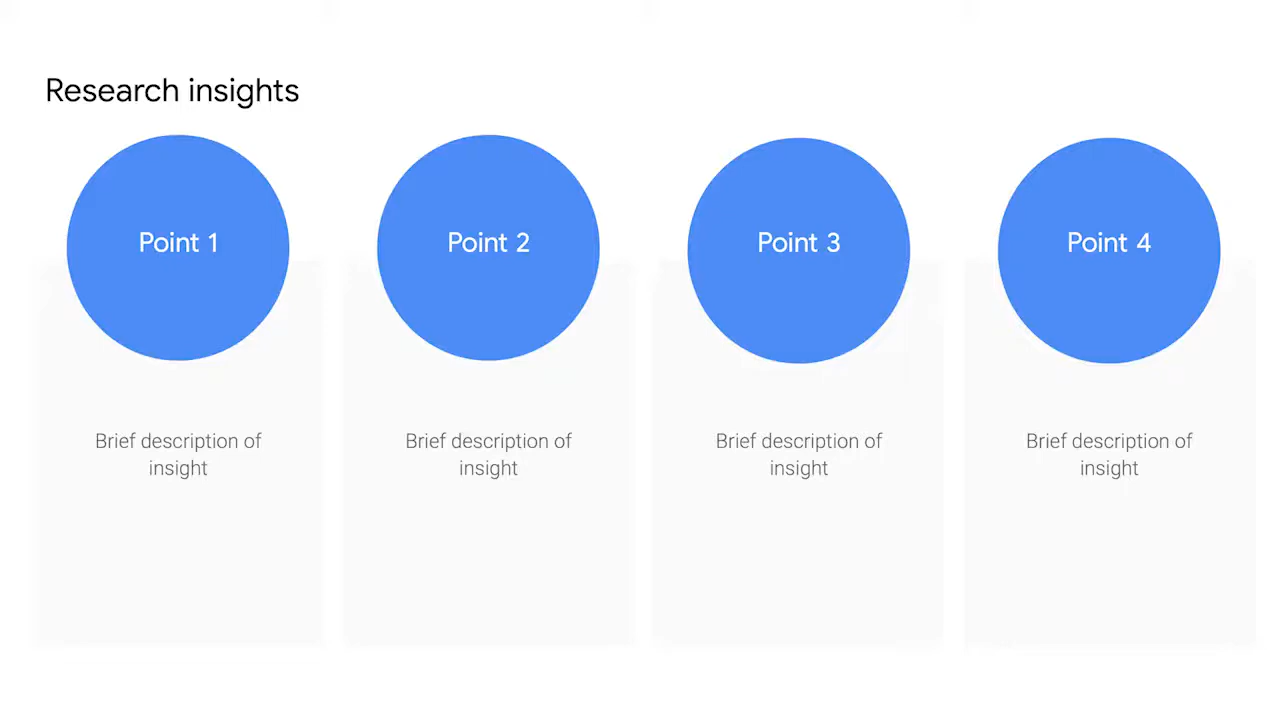 Research insights
Point 1
Point 2
Point 3
Point 4
Brief description of
insight
Brief description of
insight
Brief description of
insight
Brief description of
insight